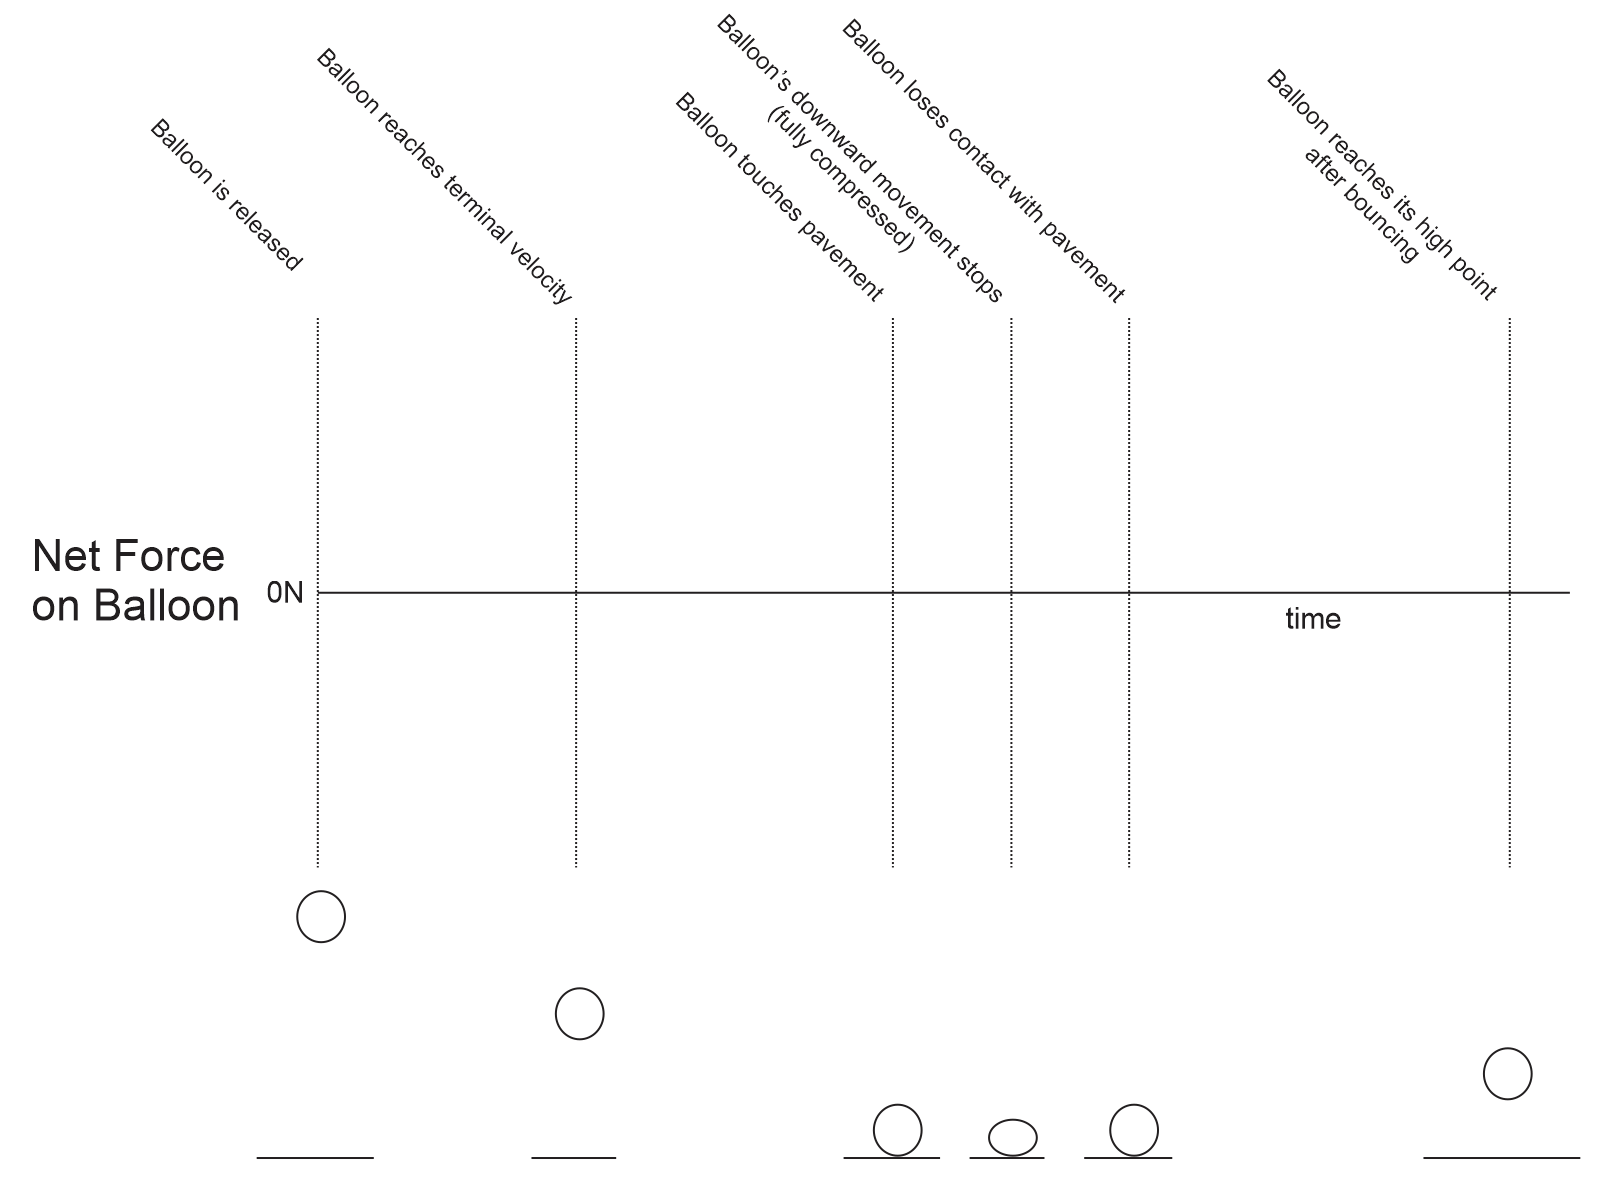 Balloon is released
Balloon reaches terminal velocity
Balloon touches pavement
Balloon's downward movement stops
(fully compressed)
Balloon loses contact with pavement
Balloon reaches its high point
after bouncing
Net Force
on Balloon
0N
time